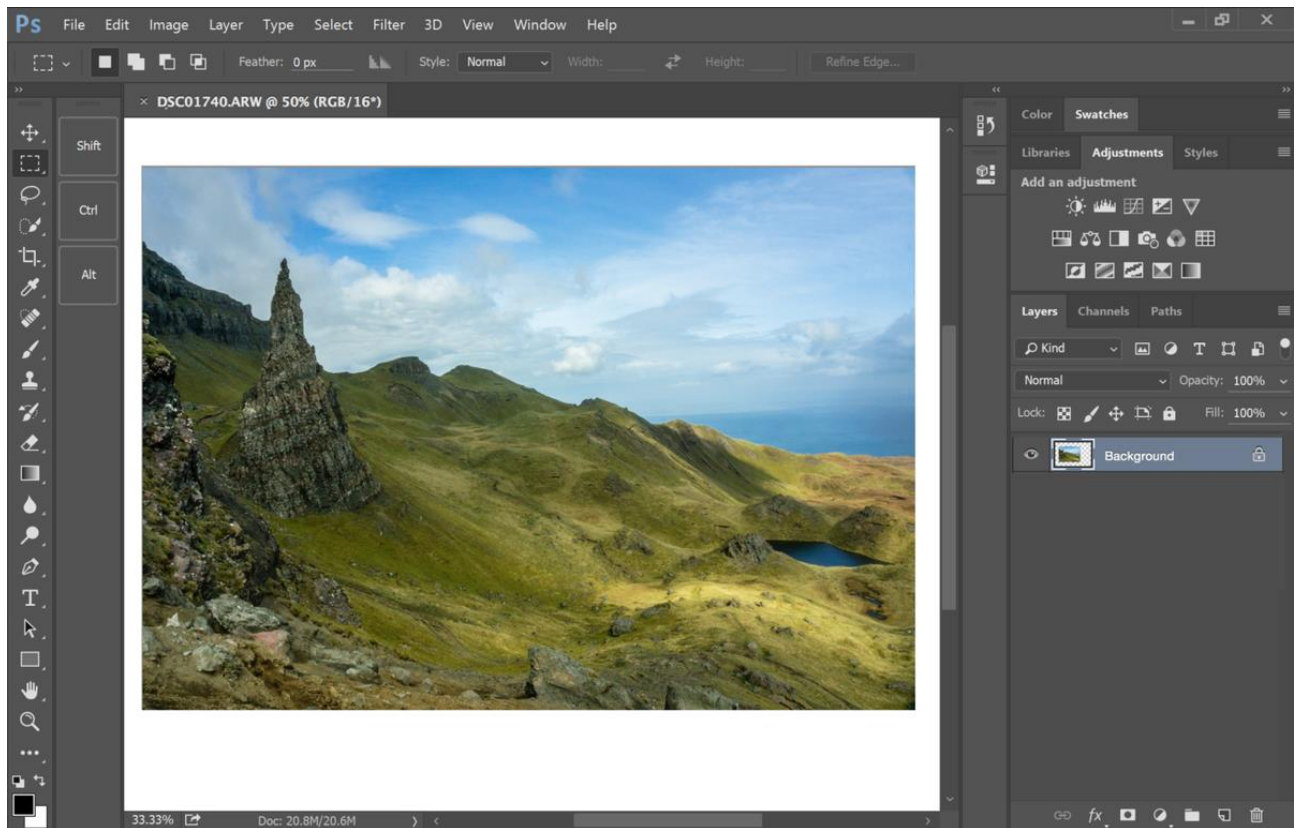 Ps File Edit Image Layer Type Select Filter 3D View Window Help
Feather: 0 px Style: Normal Width: Height: Refine Edge...
× DSC01740.ARW @ 50% (RGB/16*)
Shift
Ctrl
Alt
Color Swatches
Libraries Adjustments Styles
Add an adjustment
Layers Channels Paths
Kind
Normal Opacity: 100%
Lock: Fill: 100%
Background
33.33% Doc: 20.8M/20.6M
fx